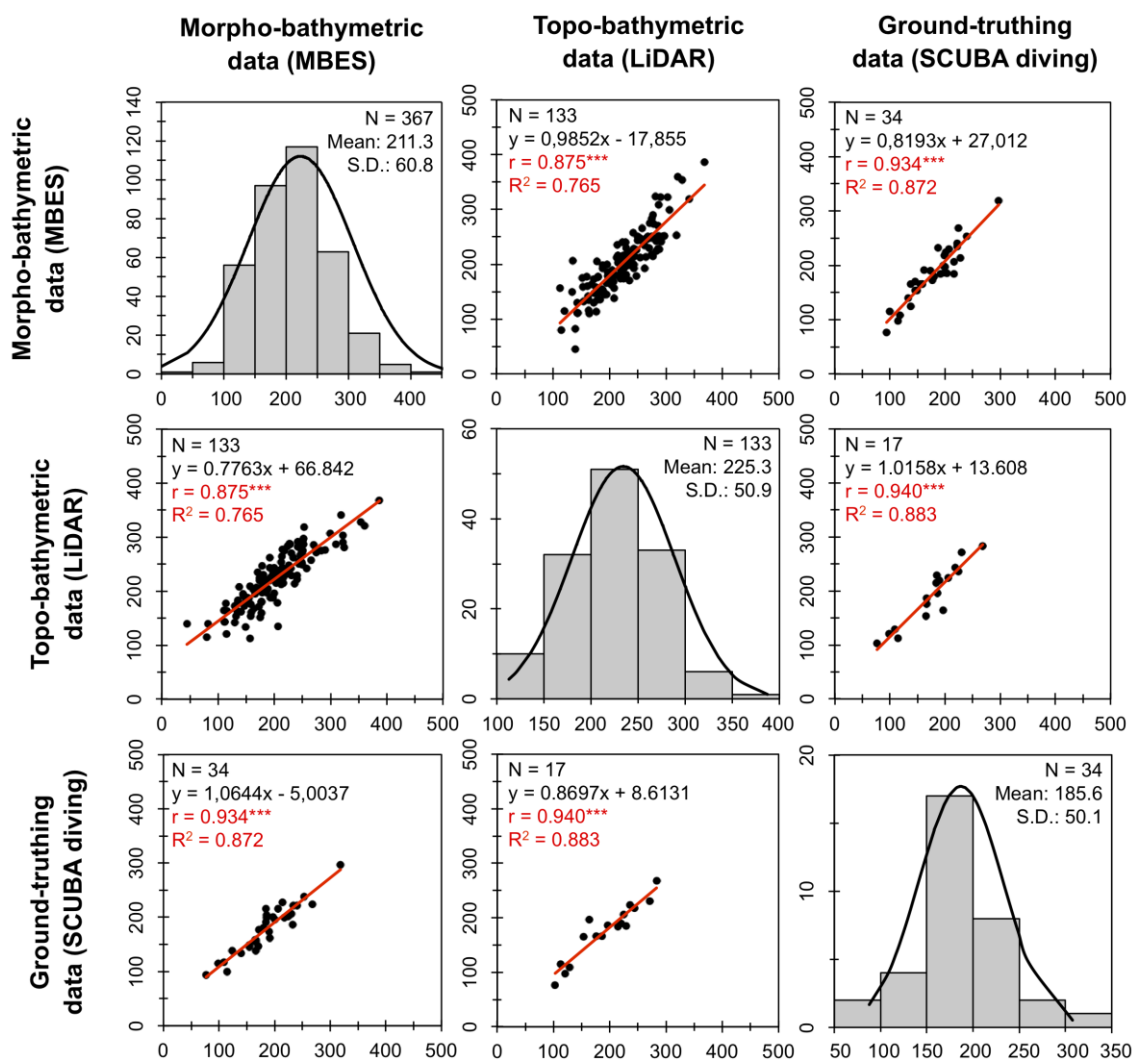 Morpho-bathymetric
data (MBES)
Topo-bathymetric
data (LiDAR)
Ground-truthing
data (SCUBA diving)
Morpho-bathymetric
data (MBES)
0 20 40 60 80 100 120 140
N = 367
Mean: 211.3
S.D.: 60.8
0 100 200 300 400
0 100 200 300 400 500
N = 133
y = 0,9852x - 17,855
r = 0.875***
R² = 0.765
0 100 200 300 400 500
0 100 200 300 400 500
N = 34
y = 0,8193x + 27,012
r = 0.934***
R² = 0.872
0 100 200 300 400 500
Topo-bathymetric
data (LiDAR)
0 100 200 300 400 500
N = 133
y = 0.7763x + 66.842
r = 0.875***
R² = 0.765
0 100 200 300 400 500
0 20 40 60
N = 133
Mean: 225.3
S.D.: 50.9
100 150 200 250 300 350 400
0 100 200 300 400 500
N = 17
y = 1.0158x + 13.608
r = 0.940***
R² = 0.883
0 100 200 300 400 500
Ground-truthing
data (SCUBA diving)
0 100 200 300 400 500
N = 34
y = 1,0644x - 5,0037
r = 0.934***
R² = 0.872
0 100 200 300 400 500
0 100 200 300 400 500
N = 17
y = 0.8697x + 8.6131
r = 0.940***
R² = 0.883
0 100 200 300 400 500
0 10 20
N = 34
Mean: 185.6
S.D.: 50.1
50 100 150 200 250 300 350